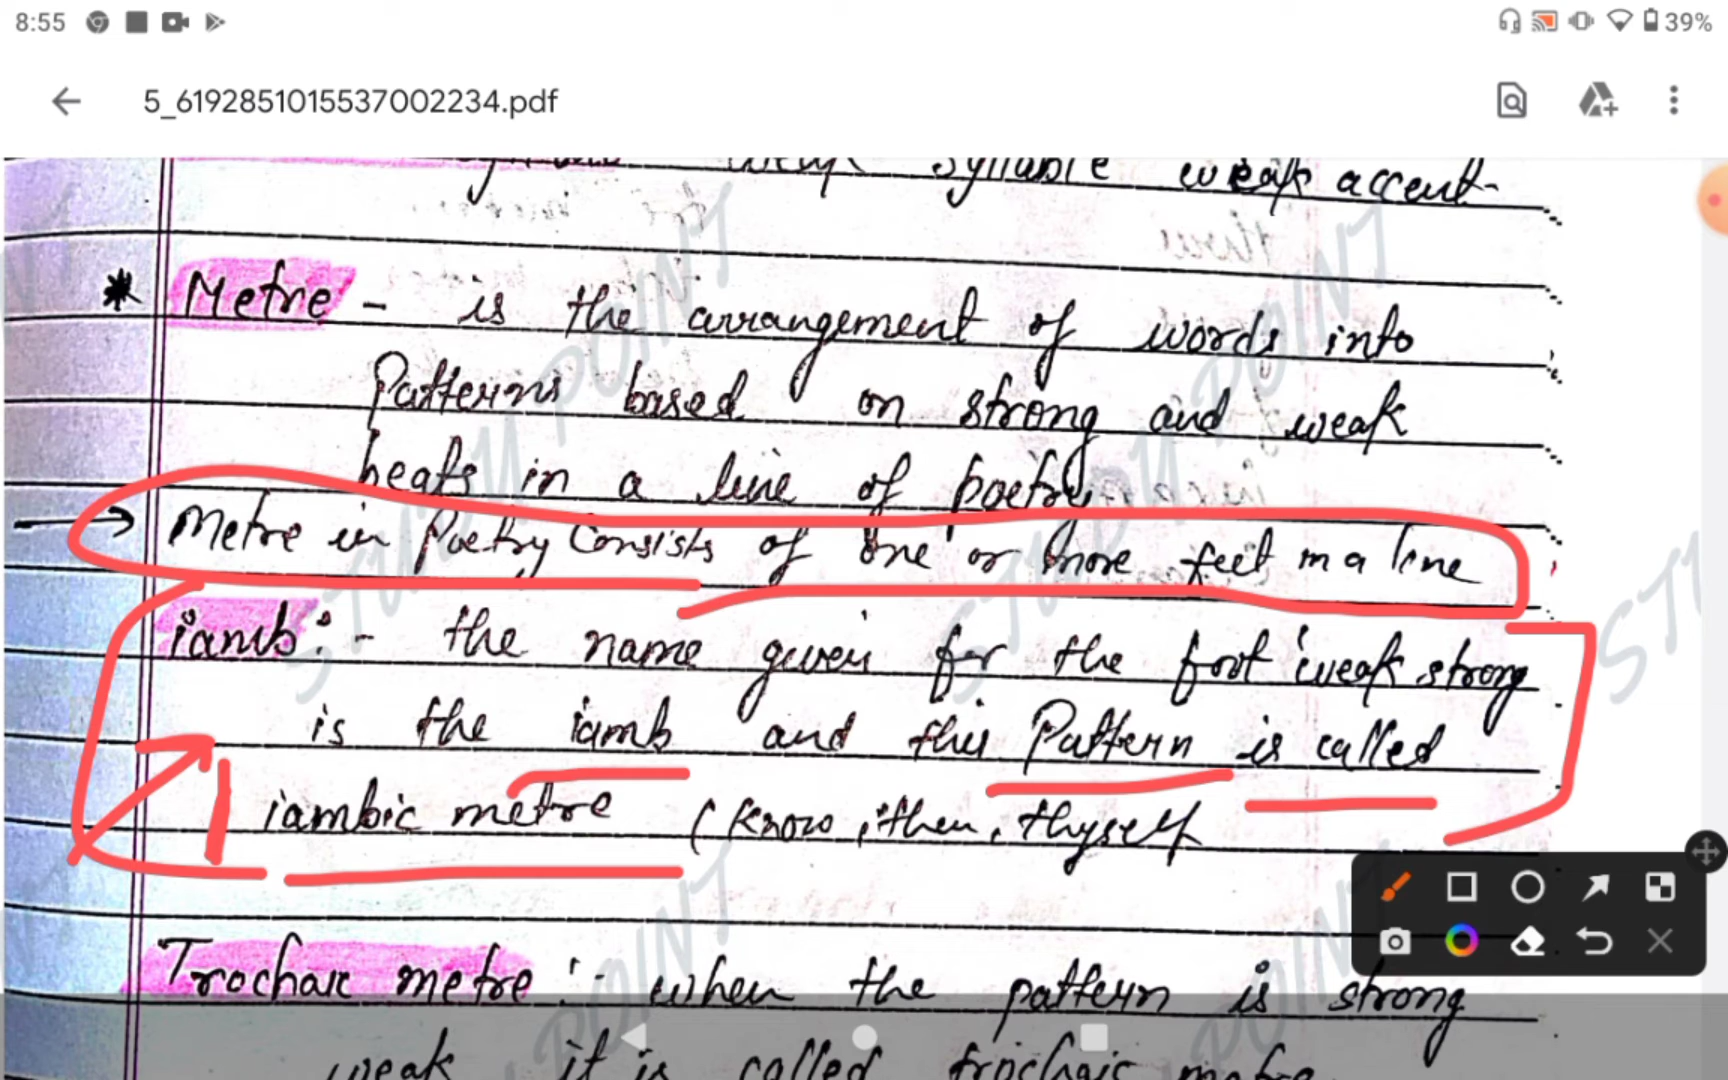 8:55 39%
5_6192851015537002234.pdf
syllable weak accent-
* Metre - is the arrangement of words into
Patterns based on strong and weak
beats in a line of poetry
→ Metre in Poetry Consists of one or more feet in a line
iamb:- the name given for the foot weak strong
is the iamb and this Pattern is called
iambic metre ( know, then, thyself
Trochaic metre :- when the pattern is strong
weak it is called trochaic metre
STUDY POINT